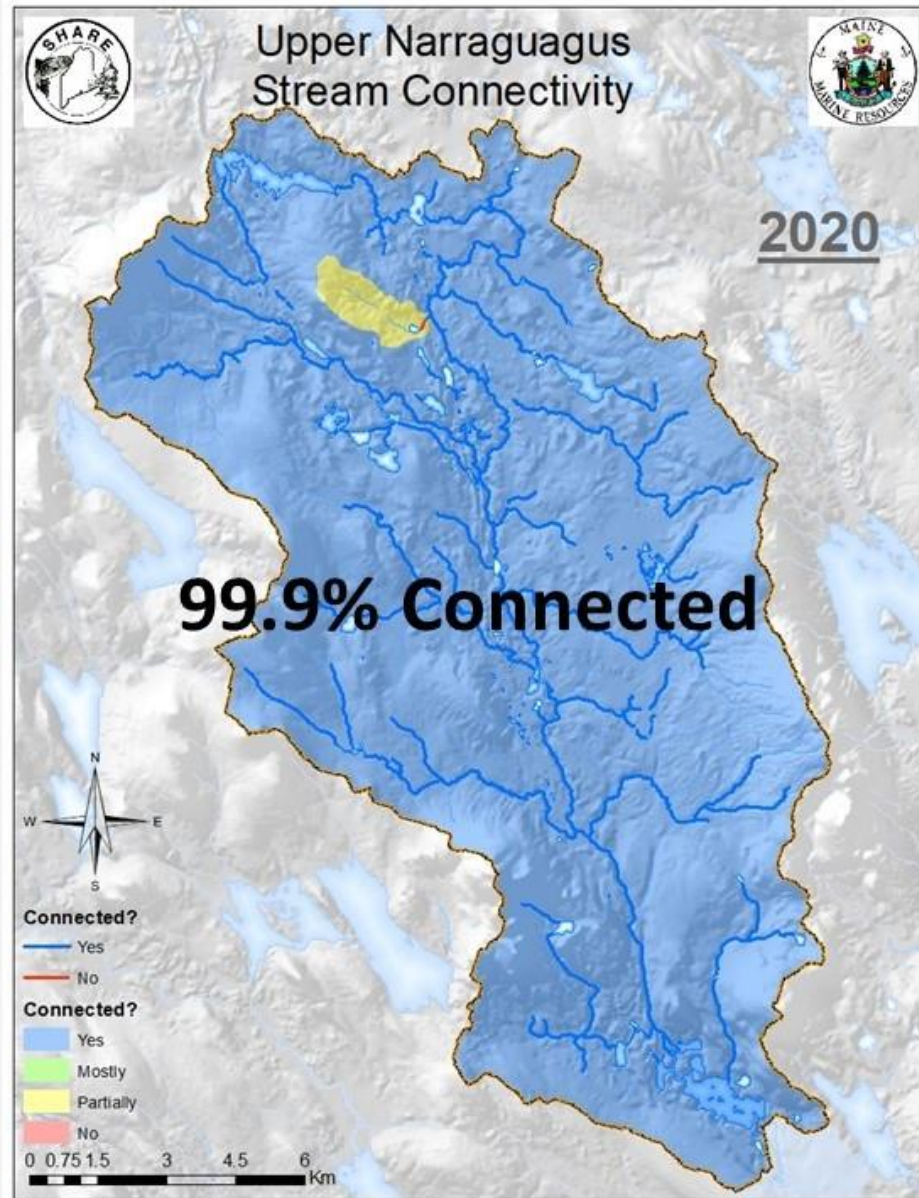 SHARE
Upper Narraguagus
Stream Connectivity
MAINE
MARINE RESOURCES
2020
99.9% Connected
N
W E
S
Connected?
Yes
No
Connected?
Yes
Mostly
Partially
No
0 0.75 1.5 3 4.5 6
Km